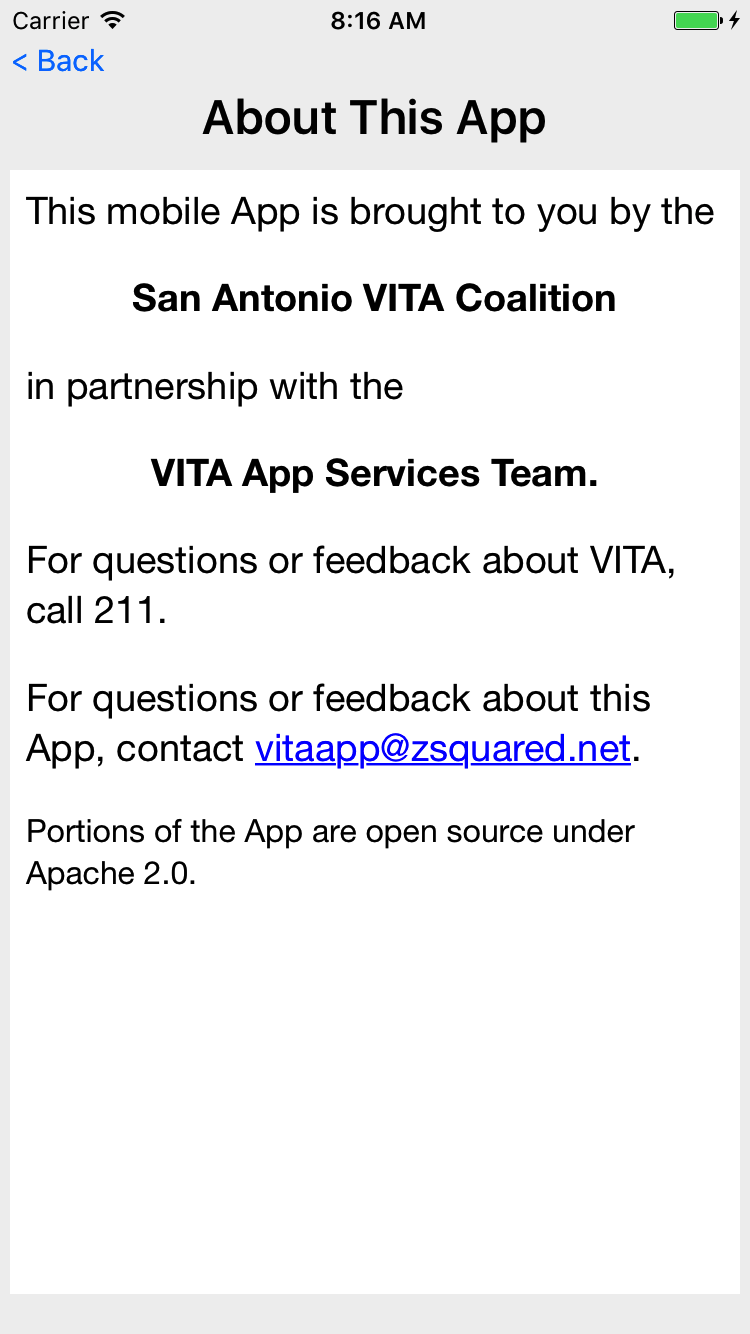 Carrier 8:16 AM
< Back
About This App
This mobile App is brought to you by the
San Antonio VITA Coalition
in partnership with the
VITA App Services Team.
For questions or feedback about VITA,
call 211.
For questions or feedback about this
App, contact vitaapp@zsquared.net.
Portions of the App are open source under
Apache 2.0.